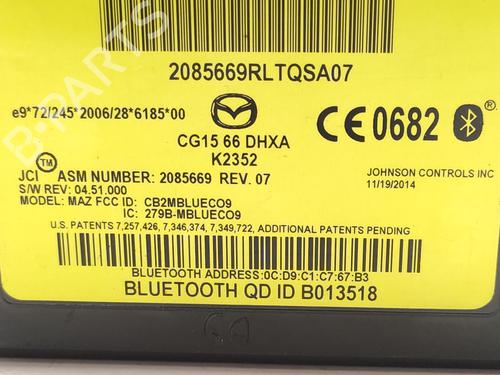 2085669RLTQSA07
e9*72/245*2006/28*6185*00
CG15 66 DHXA
K2352
CE0682
TM
JCI ASM NUMBER: 2085669 REV. 07
S/W REV: 04.51.000
JOHNSON CONTROLS INC
11/19/2014
MODEL: MAZ FCC ID: CB2MBLUECO9
IC: 279B-MBLUECO9
U.S. PATENTS 7,257,426, 7,346,374, 7,349,722, ADDITIONAL PATENTS PENDING
BLUETOOTH ADDRESS:0C:D9:C1:C7:67:B3
BLUETOOTH QD ID B013518